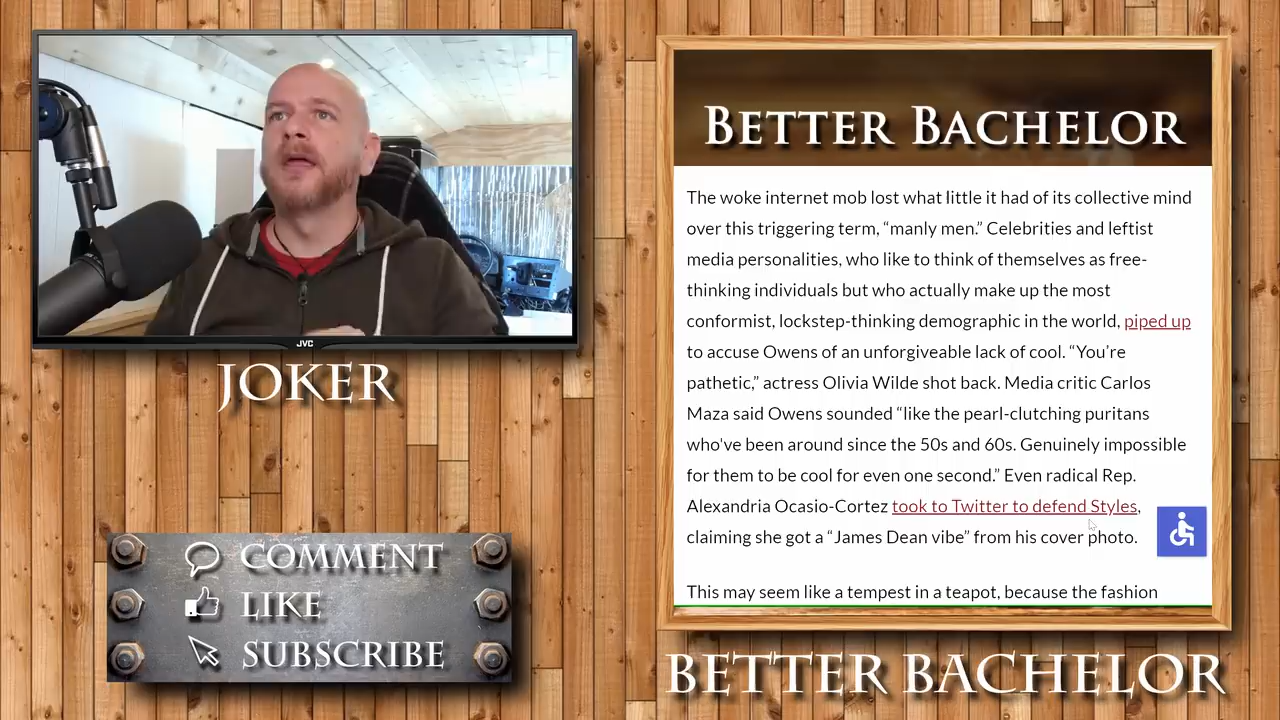 BETTER BACHELOR
The woke internet mob lost what little it had of its collective mind
over this triggering term, “manly men.” Celebrities and leftist
media personalities, who like to think of themselves as free-
thinking individuals but who actually make up the most
conformist, lockstep-thinking demographic in the world, piped up
to accuse Owens of an unforgiveable lack of cool. “You’re
pathetic,” actress Olivia Wilde shot back. Media critic Carlos
Maza said Owens sounded “like the pearl-clutching puritans
who've been around since the 50s and 60s. Genuinely impossible
for them to be cool for even one second.” Even radical Rep.
Alexandria Ocasio-Cortez took to Twitter to defend Styles,
claiming she got a “James Dean vibe” from his cover photo.
This may seem like a tempest in a teapot, because the fashion
JVC
JOKER
COMMENT
LIKE
SUBSCRIBE
BETTER BACHELOR